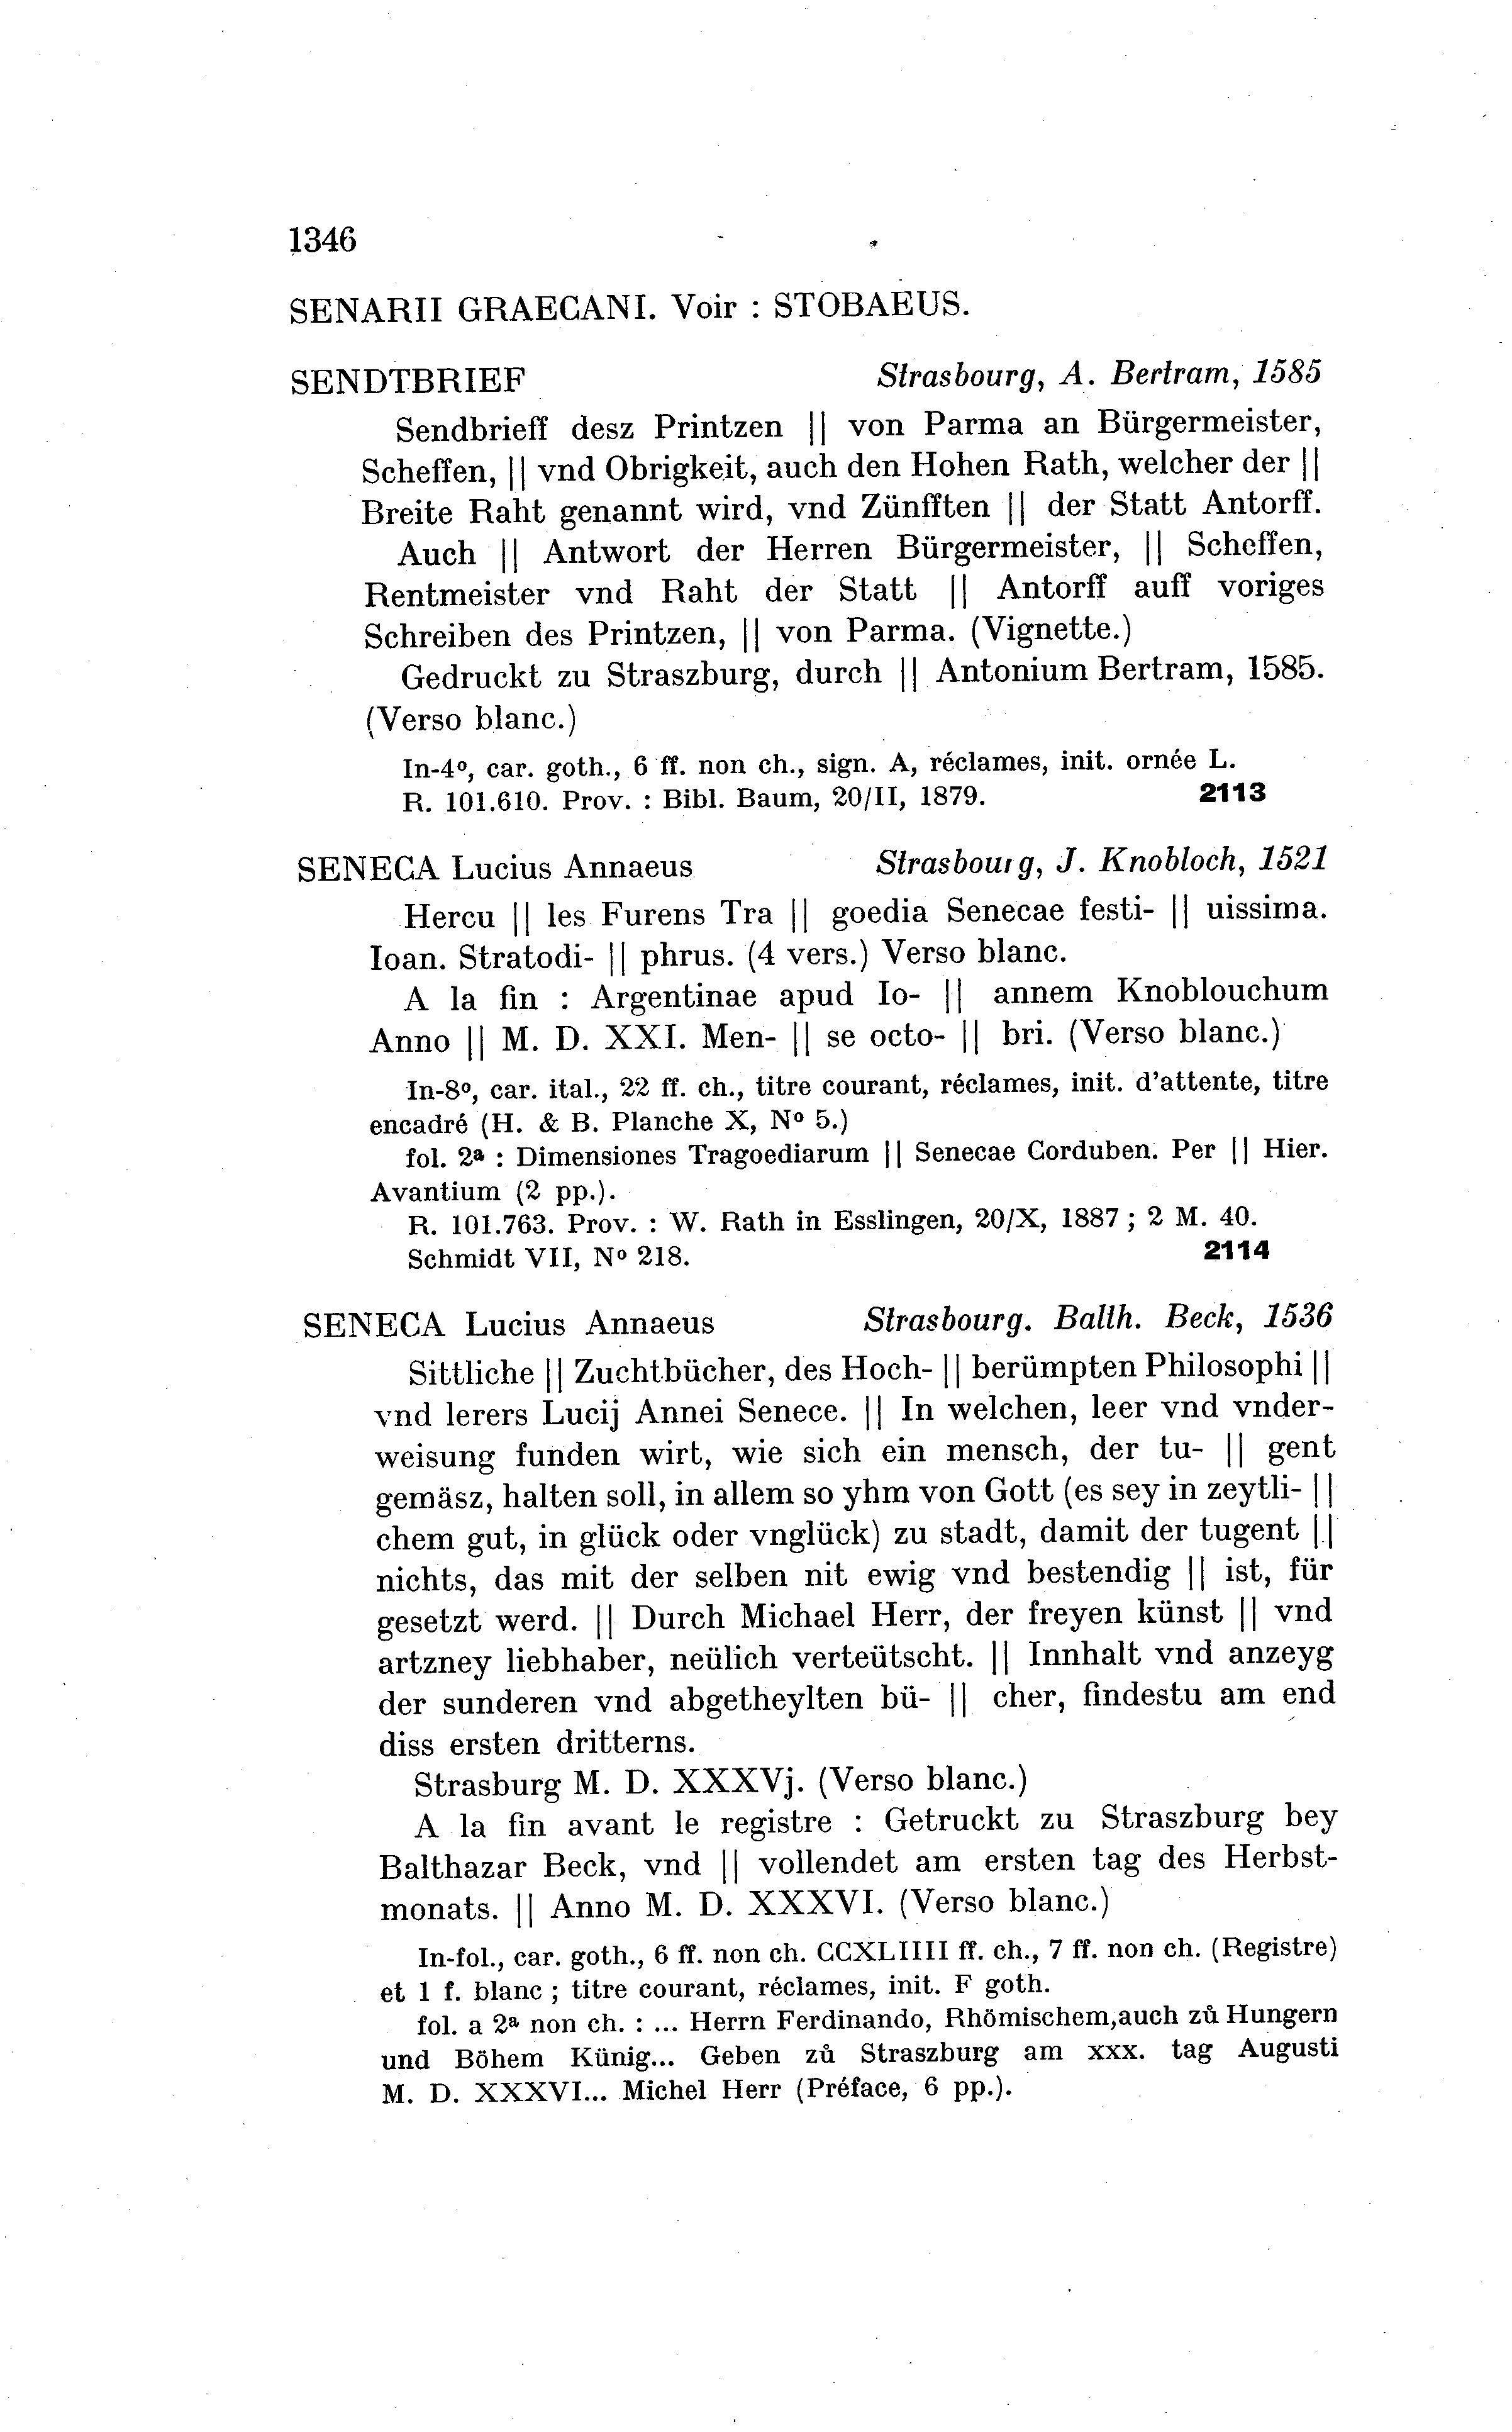 1346
SENARII GRAECANI. Voir : STOBAEUS.
SENDTBRIEF Strasbourg, A. Bertram, 1585
Sendbrieff desz Printzen || von Parma an Bürgermeister,
Scheffen, || vnd Obrigkeit, auch den Hohen Rath, welcher der ||
Breite Raht genannt wird, vnd Zünfften || der Statt Antorff.
Auch || Antwort der Herren Bürgermeister, || Scheffen,
Rentmeister vnd Raht der Statt || Antorff auff voriges
Schreiben des Printzen, || von Parma. (Vignette.)
Gedruckt zu Straszburg, durch || Antonium Bertram, 1585.
(Verso blanc.)
In-4º, car. goth., 6 ff. non ch., sign. A, réclames, init. ornée L.
R. 101.610. Prov. : Bibl. Baum, 20/II, 1879. 2113
SENECA Lucius Annaeus Strasbourg, J. Knobloch, 1521
Hercu || les Furens Tra || goedia Senecae festi- || uissima.
Ioan. Stratodi- || phrus. (4 vers.) Verso blanc.
A la fin : Argentinae apud Io- || annem Knoblouchum
Anno || M. D. XXI. Men- || se octo- || bri. (Verso blanc.)
In-8º, car. ital., 22 ff. ch., titre courant, réclames, init. d'attente, titre
encadré (H. & B. Planche X, Nº 5.)
fol. 2ª : Dimensiones Tragoediarum || Senecae Corduben. Per || Hier.
Avantium (2 pp.).
R. 101.763. Prov. : W. Rath in Esslingen, 20/X, 1887 ; 2 M. 40.
Schmidt VII, Nº 218. 2114
SENECA Lucius Annaeus Strasbourg. Balth. Beck, 1536
Sittliche || Zuchtbücher, des Hoch- || berümpten Philosophi ||
vnd lerers Lucij Annei Senece. || In welchen, leer vnd vnder-
weisung funden wirt, wie sich ein mensch, der tu- || gent
gemäsz, halten soll, in allem so yhm von Gott (es sey in zeytli- ||
chem gut, in glück oder vnglück) zu stadt, damit der tugent ||
nichts, das mit der selben nit ewig vnd bestendig || ist, für
gesetzt werd. || Durch Michael Herr, der freyen künst || vnd
artzney liebhaber, neülich verteütscht. || Innhalt vnd anzeyg
der sunderen vnd abgetheylten bü- || cher, findestu am end
diss ersten dritterns.
Strasburg M. D. XXXVj. (Verso blanc.)
A la fin avant le registre : Getruckt zu Straszburg bey
Balthazar Beck, vnd || vollendet am ersten tag des Herbst-
monats. || Anno M. D. XXXVI. (Verso blanc.)
In-fol., car. goth., 6 ff. non ch. CCXLIIII ff. ch., 7 ff. non ch. (Registre)
et 1 f. blanc ; titre courant, réclames, init. F goth.
fol. a 2ª non ch. : ... Herrn Ferdinando, Rhömischem,auch zů Hungern
und Böhem Künig... Geben zů Straszburg am xxx. tag Augusti
M. D. XXXVI... Michel Herr (Préface, 6 pp.).